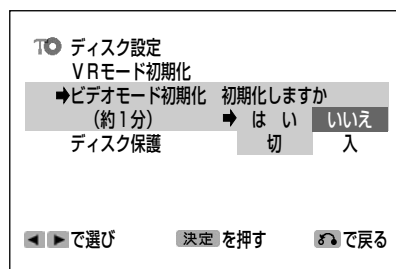 TO ディスク設定
VRモード初期化
➡ビデオモード初期化 初期化しますか
(約1分) ➡ は い いいえ
ディスク保護 切 入
◀ ▶ で選び 決定 を押す で戻る